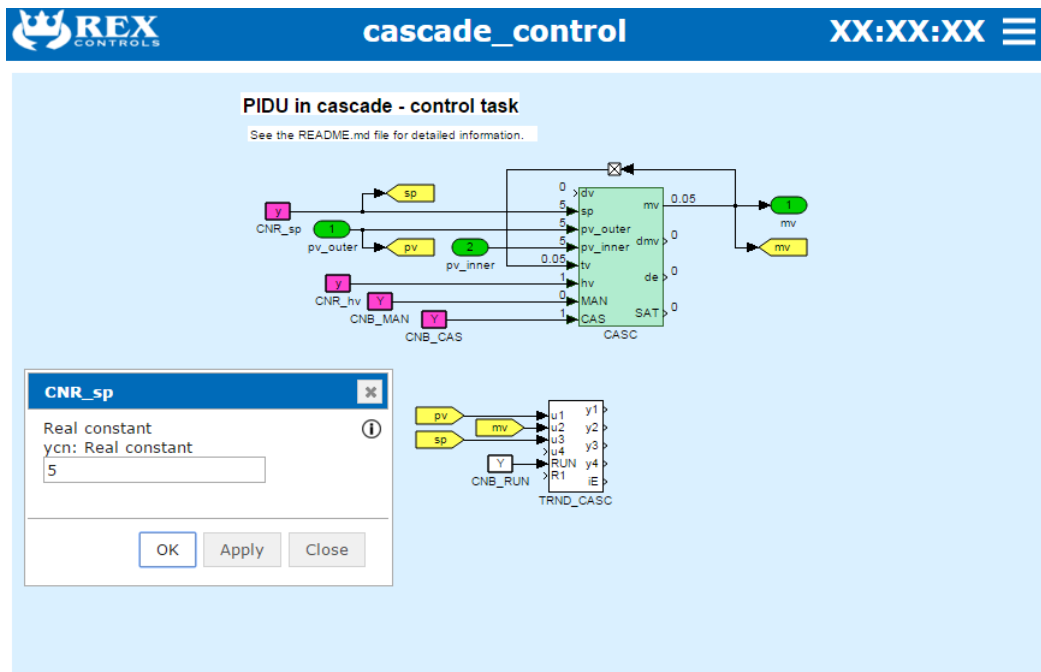 REX
CONTROLS
cascade_control
XX:XX:XX
PIDU in cascade - control task
See the README.md file for detailed information.
sp
y
CNR_sp
1
pv_outer
pv
2
pv_inner
y
CNR_hv
Y
CNB_MAN
Y
CNB_CAS
0
5
5
5
0.05
1
0
1
dv
sp
pv_outer
pv_inner
tv
hv
MAN
CAS
mv
dmv
de
SAT
CASC
0.05
0
0
0
1
mv
mv
CNR_sp
Real constant
ycn: Real constant
5
OK Apply Close
pv
mv
sp
Y
CNB_RUN
u1
u2
u3
u4
RUN
R1
y1
y2
y3
y4
iE
TRND_CASC